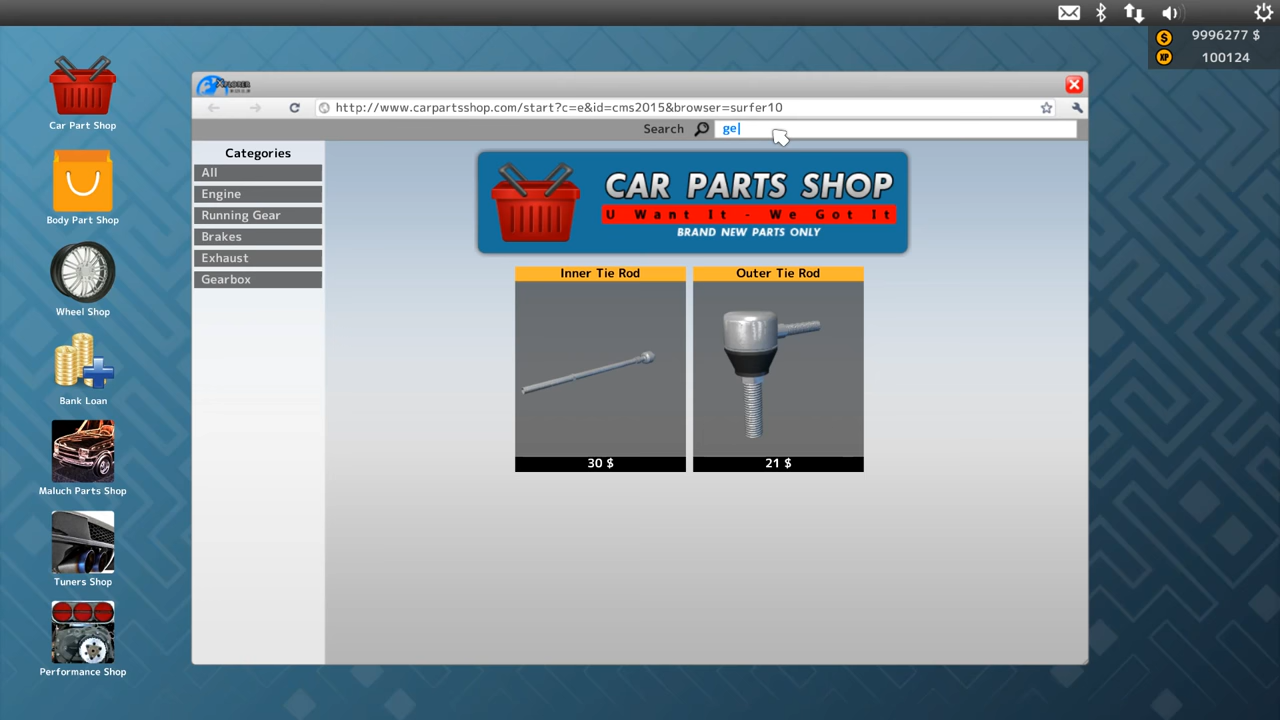 9996277 $
XP
100124
Car Part Shop
Body Part Shop
Wheel Shop
Bank Loan
Maluch Parts Shop
Tuners Shop
Performance Shop
http://www.carpartsshop.com/start?c=e&id=cms2015&browser=surfer10
Search
ge
Categories
All
Engine
Running Gear
Brakes
Exhaust
Gearbox
CAR PARTS SHOP
U Want It - We Got It
BRAND NEW PARTS ONLY
Inner Tie Rod
30 $
Outer Tie Rod
21 $